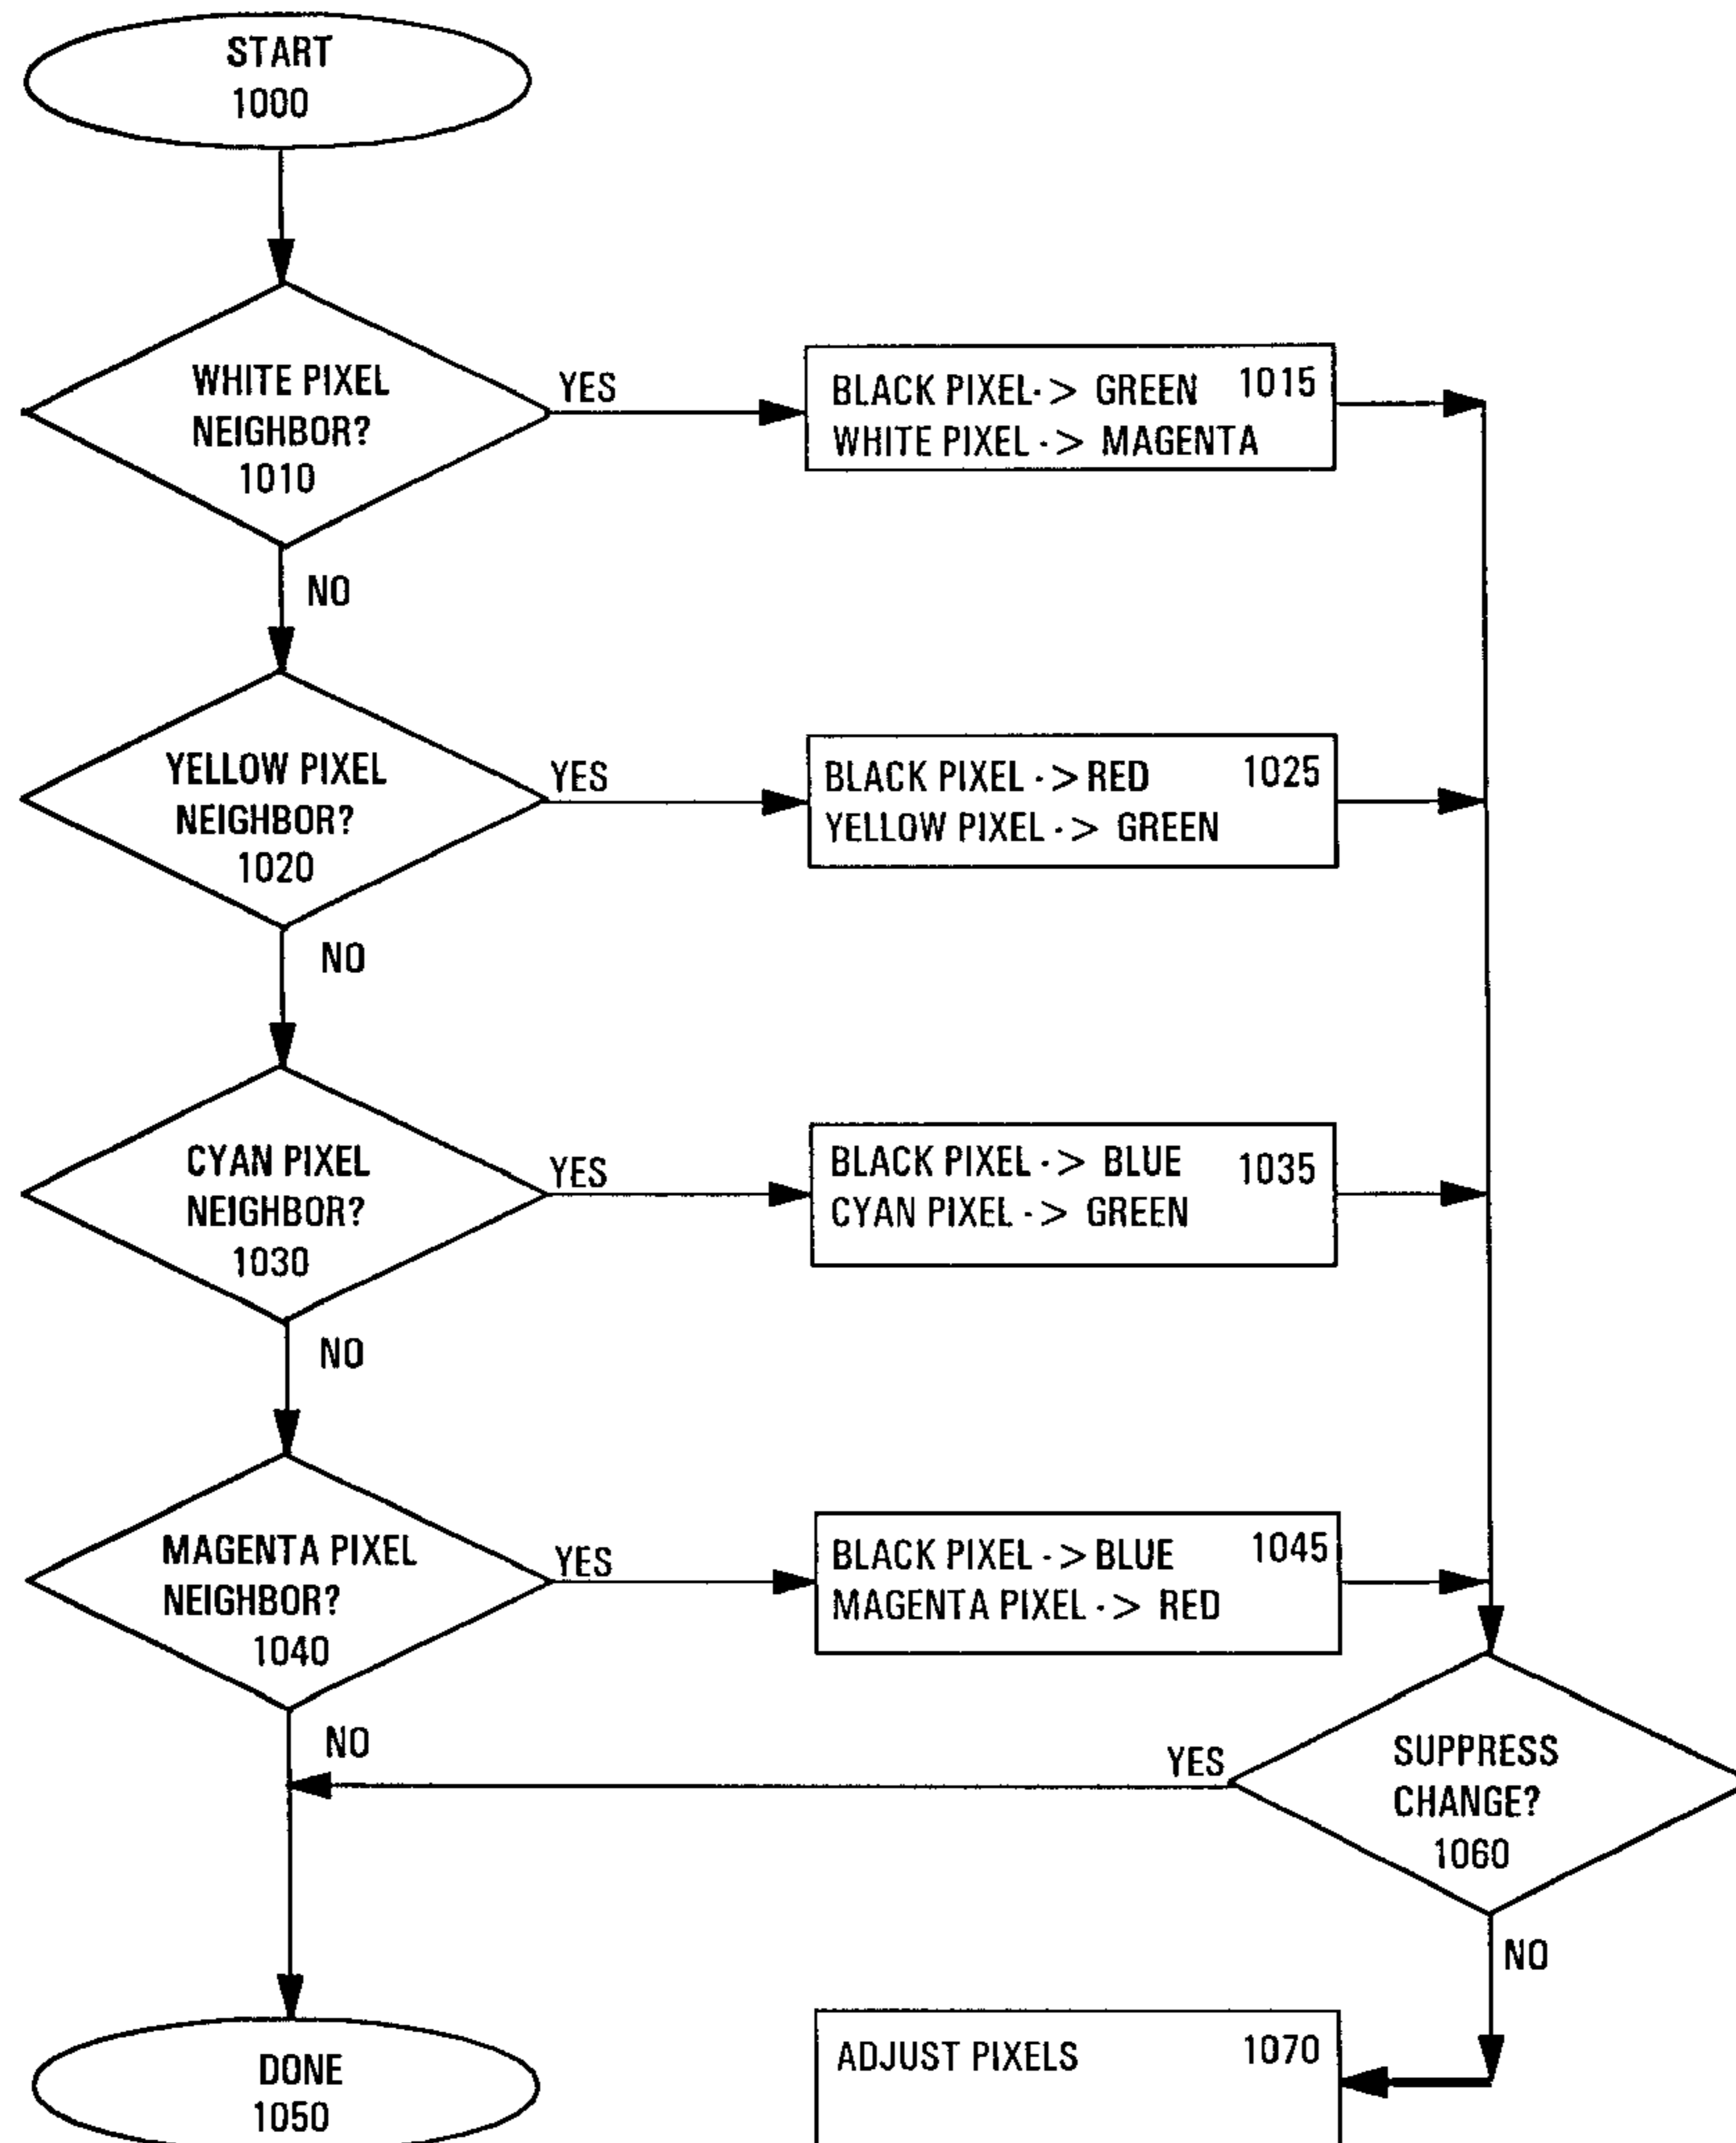 START
1000
WHITE PIXEL
NEIGHBOR?
1010
YES
BLACK PIXEL-> GREEN 1015
WHITE PIXEL -> MAGENTA
NO
YELLOW PIXEL
NEIGHBOR?
1020
YES
BLACK PIXEL -> RED 1025
YELLOW PIXEL -> GREEN
NO
CYAN PIXEL
NEIGHBOR?
1030
YES
BLACK PIXEL -> BLUE 1035
CYAN PIXEL -> GREEN
NO
MAGENTA PIXEL
NEIGHBOR?
1040
YES
BLACK PIXEL -> BLUE 1045
MAGENTA PIXEL -> RED
NO
YES
SUPPRESS
CHANGE?
1060
NO
ADJUST PIXELS 1070
DONE
1050